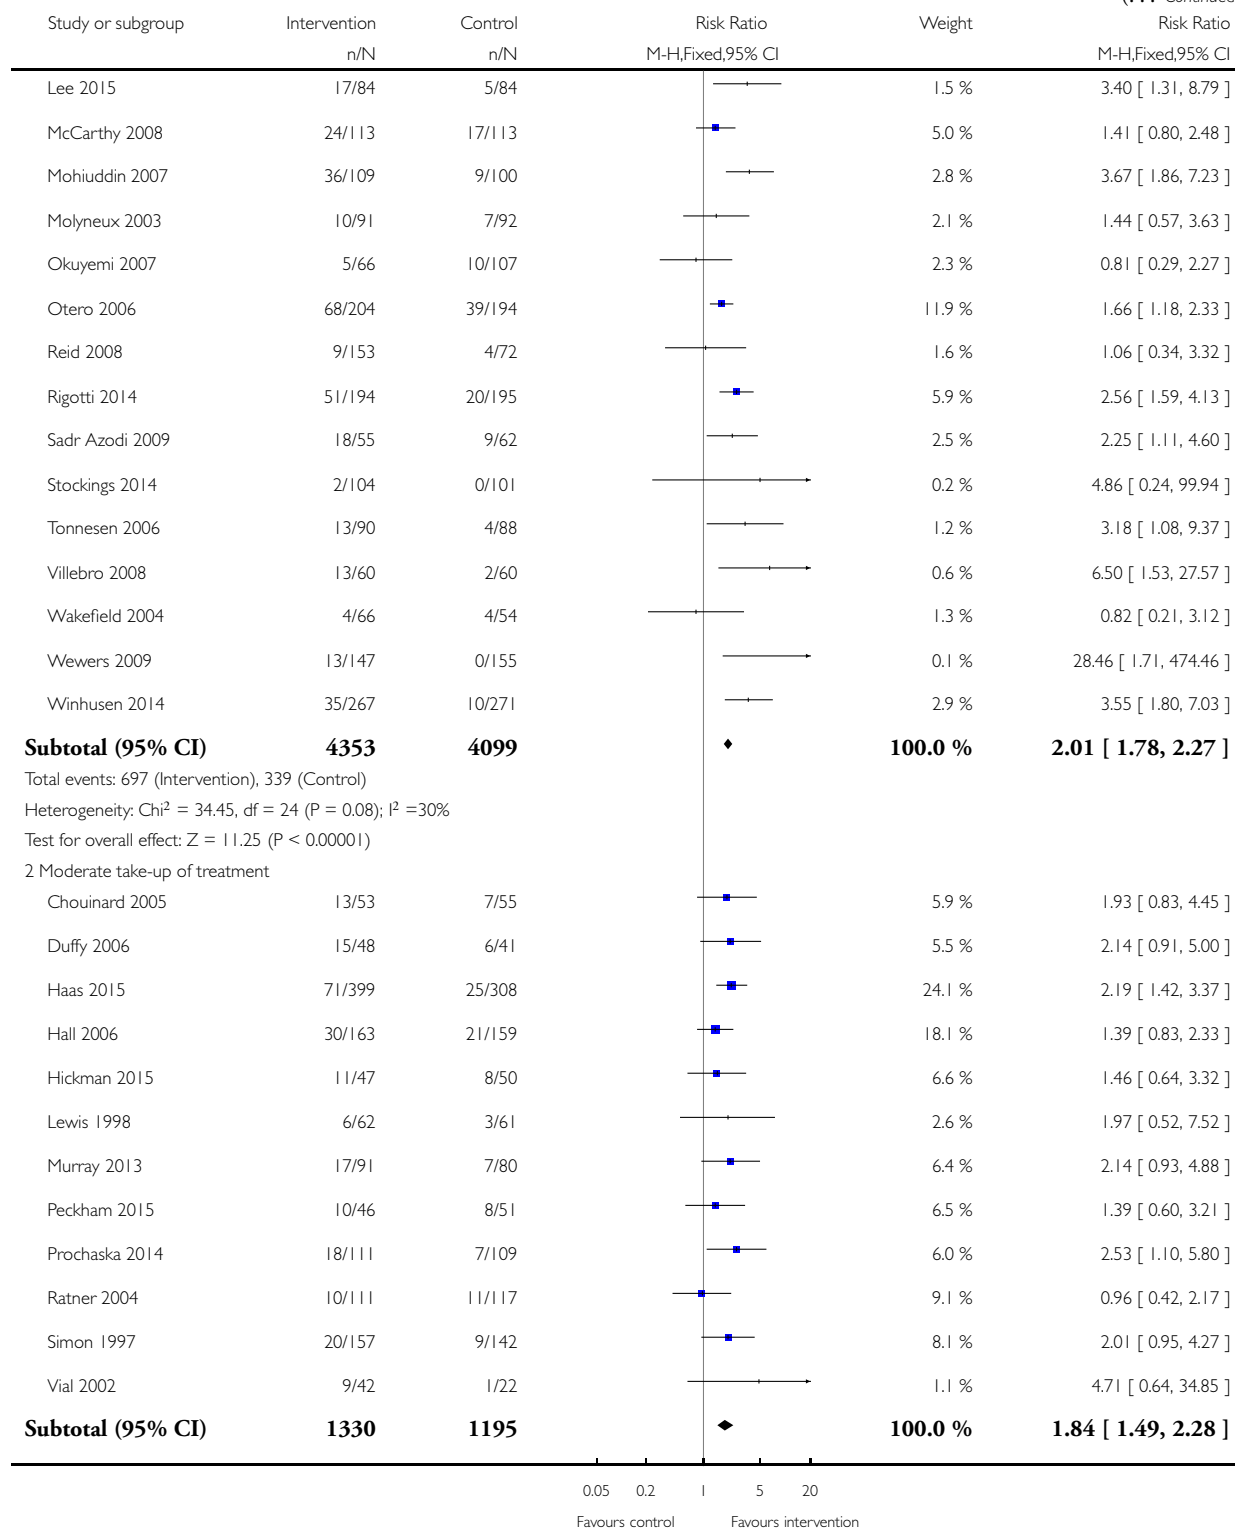 Continued
Study or subgroup Intervention Control Risk Ratio Weight Risk Ratio
n/N n/N M-H,Fixed,95% CI M-H,Fixed,95% CI
Lee 2015 17/84 5/84 1.5 % 3.40 [ 1.31, 8.79 ]
McCarthy 2008 24/113 17/113 5.0 % 1.41 [ 0.80, 2.48 ]
Mohiuddin 2007 36/109 9/100 2.8 % 3.67 [ 1.86, 7.23 ]
Molyneux 2003 10/91 7/92 2.1 % 1.44 [ 0.57, 3.63 ]
Okuyemi 2007 5/66 10/107 2.3 % 0.81 [ 0.29, 2.27 ]
Otero 2006 68/204 39/194 11.9 % 1.66 [ 1.18, 2.33 ]
Reid 2008 9/153 4/72 1.6 % 1.06 [ 0.34, 3.32 ]
Rigotti 2014 51/194 20/195 5.9 % 2.56 [ 1.59, 4.13 ]
Sadr Azodi 2009 18/55 9/62 2.5 % 2.25 [ 1.11, 4.60 ]
Stockings 2014 2/104 0/101 0.2 % 4.86 [ 0.24, 99.94 ]
Tonnesen 2006 13/90 4/88 1.2 % 3.18 [ 1.08, 9.37 ]
Villebro 2008 13/60 2/60 0.6 % 6.50 [ 1.53, 27.57 ]
Wakefield 2004 4/66 4/54 1.3 % 0.82 [ 0.21, 3.12 ]
Wewers 2009 13/147 0/155 0.1 % 28.46 [ 1.71, 474.46 ]
Winhusen 2014 35/267 10/271 2.9 % 3.55 [ 1.80, 7.03 ]
Subtotal (95% CI) 4353 4099 100.0 % 2.01 [ 1.78, 2.27 ]
Total events: 697 (Intervention), 339 (Control)
Heterogeneity: Chi² = 34.45, df = 24 (P = 0.08); I² =30%
Test for overall effect: Z = 11.25 (P < 0.00001)
2 Moderate take-up of treatment
Chouinard 2005 13/53 7/55 5.9 % 1.93 [ 0.83, 4.45 ]
Duffy 2006 15/48 6/41 5.5 % 2.14 [ 0.91, 5.00 ]
Haas 2015 71/399 25/308 24.1 % 2.19 [ 1.42, 3.37 ]
Hall 2006 30/163 21/159 18.1 % 1.39 [ 0.83, 2.33 ]
Hickman 2015 11/47 8/50 6.6 % 1.46 [ 0.64, 3.32 ]
Lewis 1998 6/62 3/61 2.6 % 1.97 [ 0.52, 7.52 ]
Murray 2013 17/91 7/80 6.4 % 2.14 [ 0.93, 4.88 ]
Peckham 2015 10/46 8/51 6.5 % 1.39 [ 0.60, 3.21 ]
Prochaska 2014 18/111 7/109 6.0 % 2.53 [ 1.10, 5.80 ]
Ratner 2004 10/111 11/117 9.1 % 0.96 [ 0.42, 2.17 ]
Simon 1997 20/157 9/142 8.1 % 2.01 [ 0.95, 4.27 ]
Vial 2002 9/42 1/22 1.1 % 4.71 [ 0.64, 34.85 ]
Subtotal (95% CI) 1330 1195 100.0 % 1.84 [ 1.49, 2.28 ]
0.05 0.2 1 5 20
Favours control Favours intervention